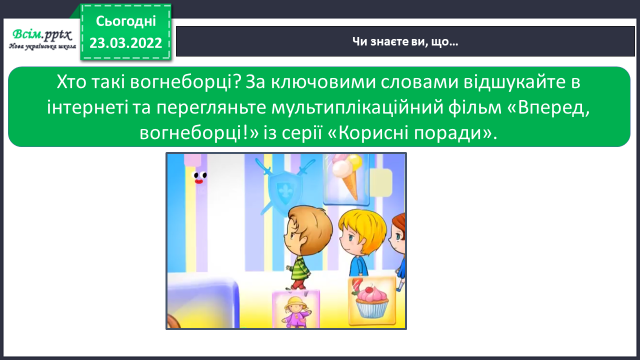 Всім.pptx
Нова українська школа
Сьогодні
23.03.2022
Чи знаєте ви, що…
Хто такі вогнеборці? За ключовими словами відшукайте в
інтернеті та перегляньте мультиплікаційний фільм «Вперед,
вогнеборці!» із серії «Корисні поради».